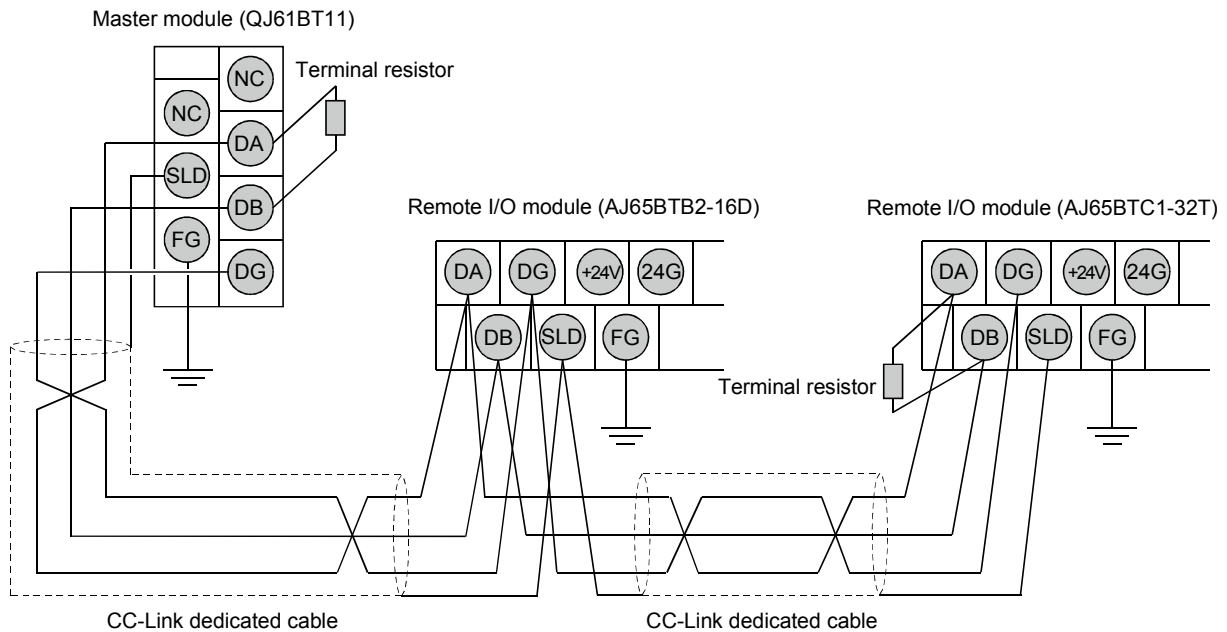 Master module (QJ61BT11)
NC
Terminal resistor
NC
DA
SLD
DB
FG
DG
Remote I/O module (AJ65BTB2-16D)
DA
DG
+24V
24G
DB
SLD
FG
Remote I/O module (AJ65BTC1-32T)
DA
DG
+24V
24G
DB
SLD
FG
Terminal resistor
CC-Link dedicated cable
CC-Link dedicated cable